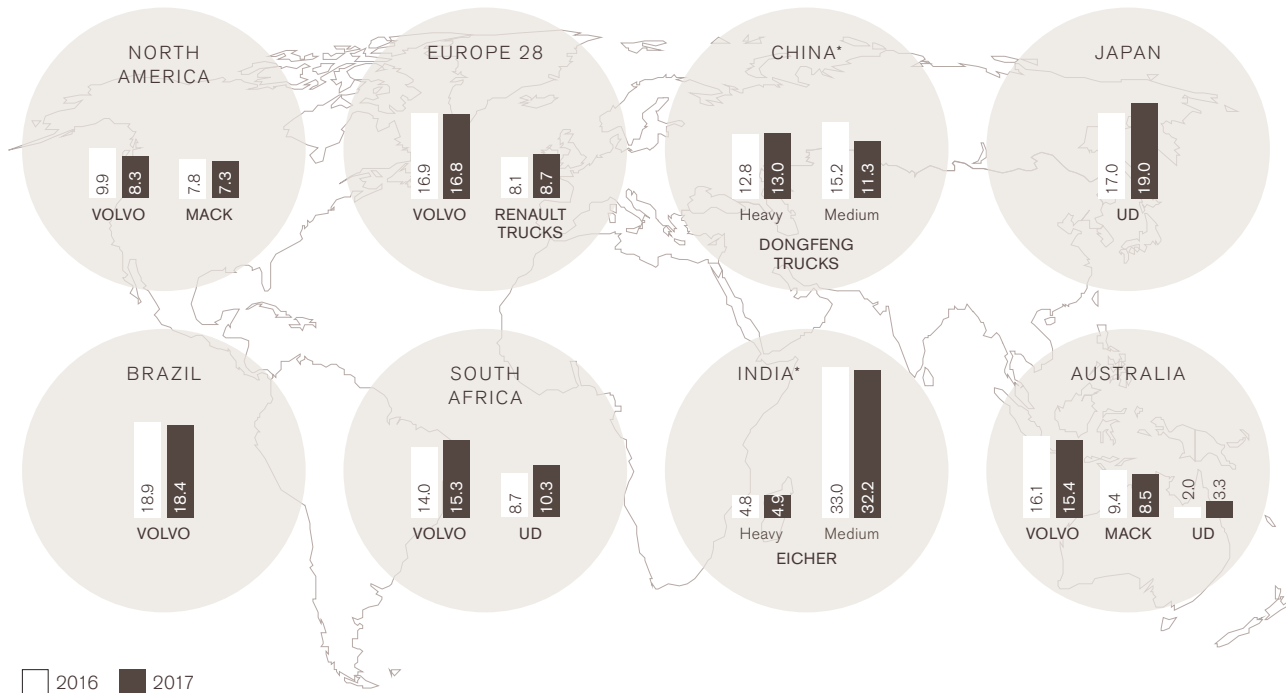 NORTH
AMERICA
9.9
8.3
7.8
7.3
VOLVO
MACK
EUROPE 28
16.9
16.8
8.1
8.7
VOLVO
RENAULT
TRUCKS
CHINA*
12.8
13.0
15.2
11.3
Heavy
Medium
DONGFENG
TRUCKS
JAPAN
17.0
19.0
UD
BRAZIL
18.9
18.4
VOLVO
SOUTH
AFRICA
14.0
15.3
8.7
10.3
VOLVO
UD
INDIA*
4.8
4.9
33.0
32.2
Heavy
Medium
EICHER
AUSTRALIA
16.1
15.4
9.4
8.5
2.0
3.3
VOLVO
MACK
UD
2016
2017